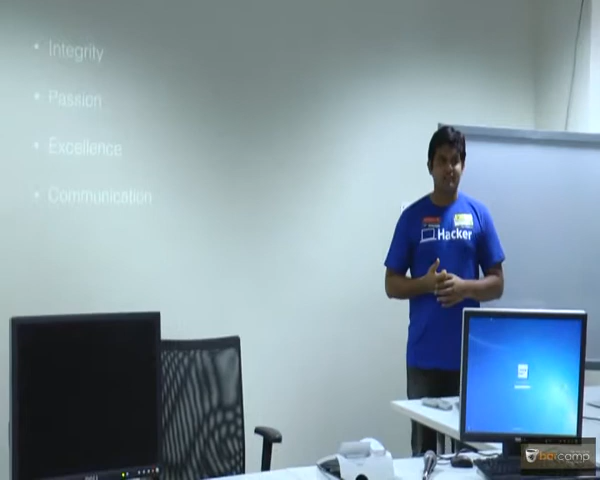 • Integrity
• Passion
• Excellence
• Communication
Hacker
barcamp